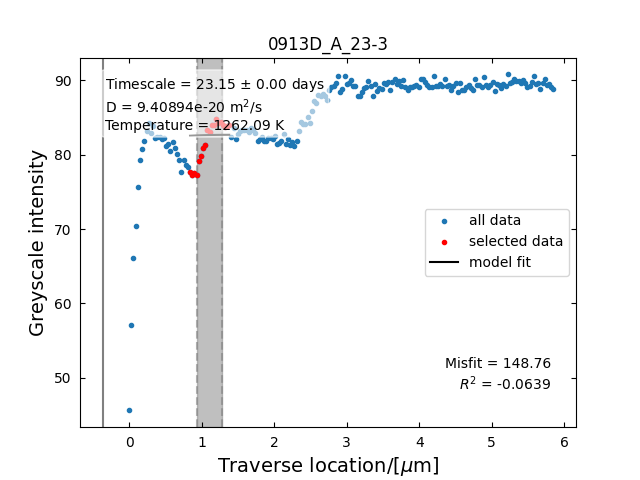 0913D_A_23-3
Timescale = 23.15 ± 0.00 days
D = 9.40894e-20 m²/s
Temperature = 1262.09 K
Greyscale intensity
90
80
70
60
50
all data
selected data
model fit
Misfit = 148.76
R² = -0.0639
0 1 2 3 4 5 6
Traverse location/[μm]